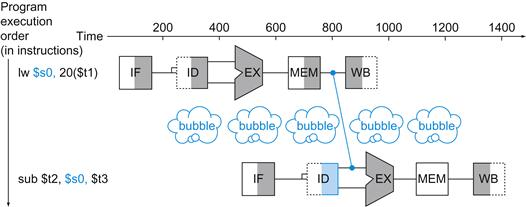 Program
execution
order
(in instructions)
Time 200 400 600 800 1000 1200 1400
lw $s0, 20($t1) IF ID EX MEM WB
bubble bubble bubble bubble bubble
sub $t2, $s0, $t3 IF ID EX MEM WB